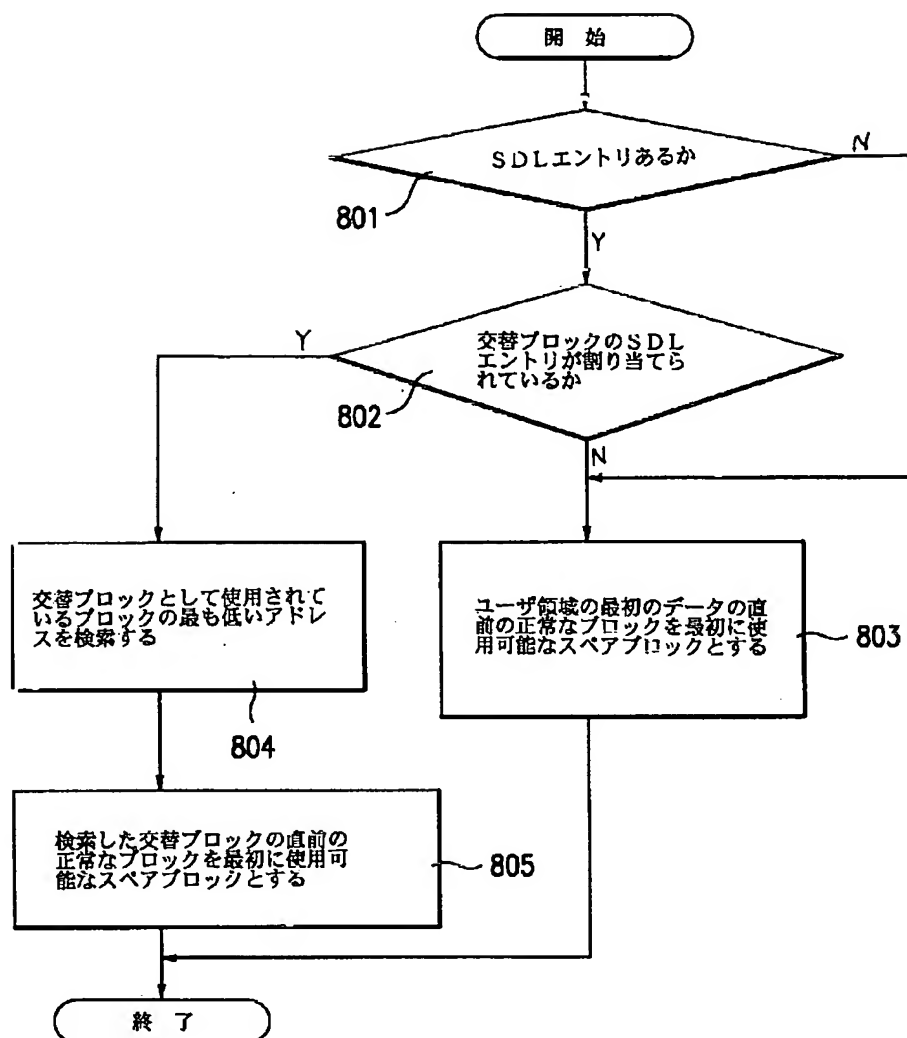 開 始
SDLエントリあるか
N
801
Y
交替ブロックのSDL
エントリが割り当てら
れているか
Y
802
N
交替ブロックとして使用されて
いるブロックの最も低いアドレ
スを検索する
804
ユーザ領域の最初のデータの直
前の正常なブロックを最初に使
用可能なスペアブロックとする
803
検索した交替ブロックの直前の
正常なブロックを最初に使用可
能なスペアブロックとする
805
終 了